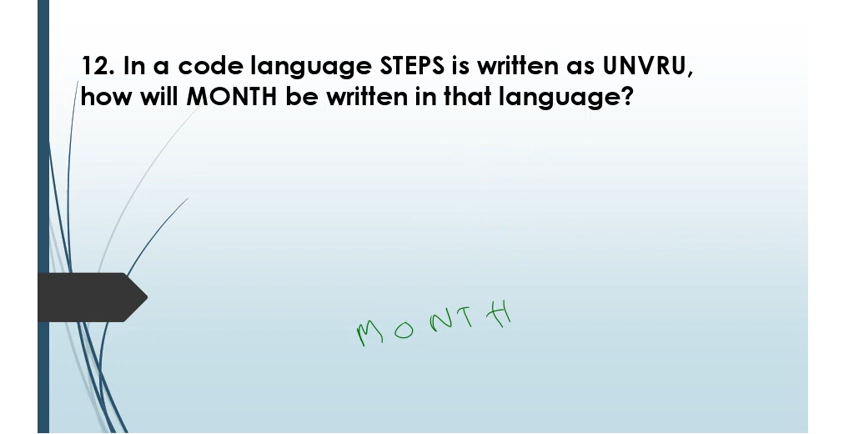 12. In a code language STEPS is written as UNVRU,
how will MONTH be written in that language?
MONTH